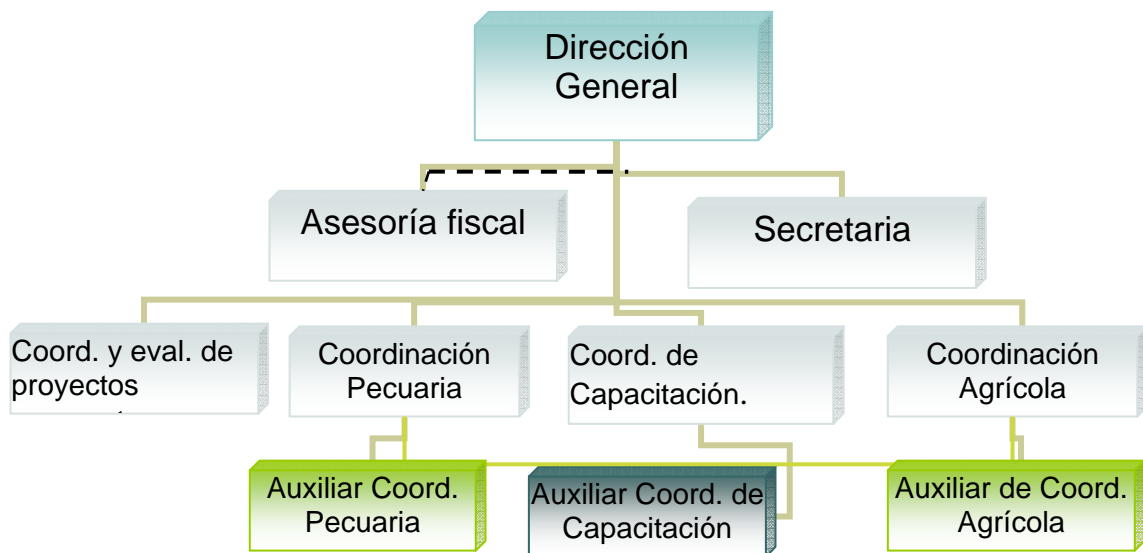 Dirección
General
Asesoría fiscal
Secretaria
Coord. y eval. de
proyectos
Coordinación
Pecuaria
Coord. de
Capacitación.
Coordinación
Agrícola
Auxiliar Coord.
Pecuaria
Auxiliar Coord. de
Capacitación
Auxiliar de Coord.
Agrícola